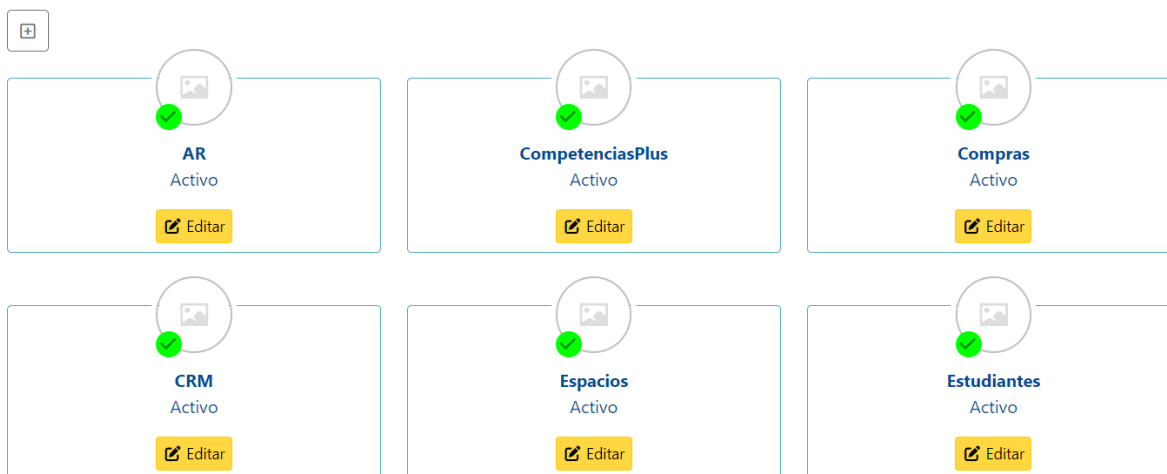 AR
Activo
Editar
CompetenciasPlus
Activo
Editar
Compras
Activo
Editar
CRM
Activo
Editar
Espacios
Activo
Editar
Estudiantes
Activo
Editar